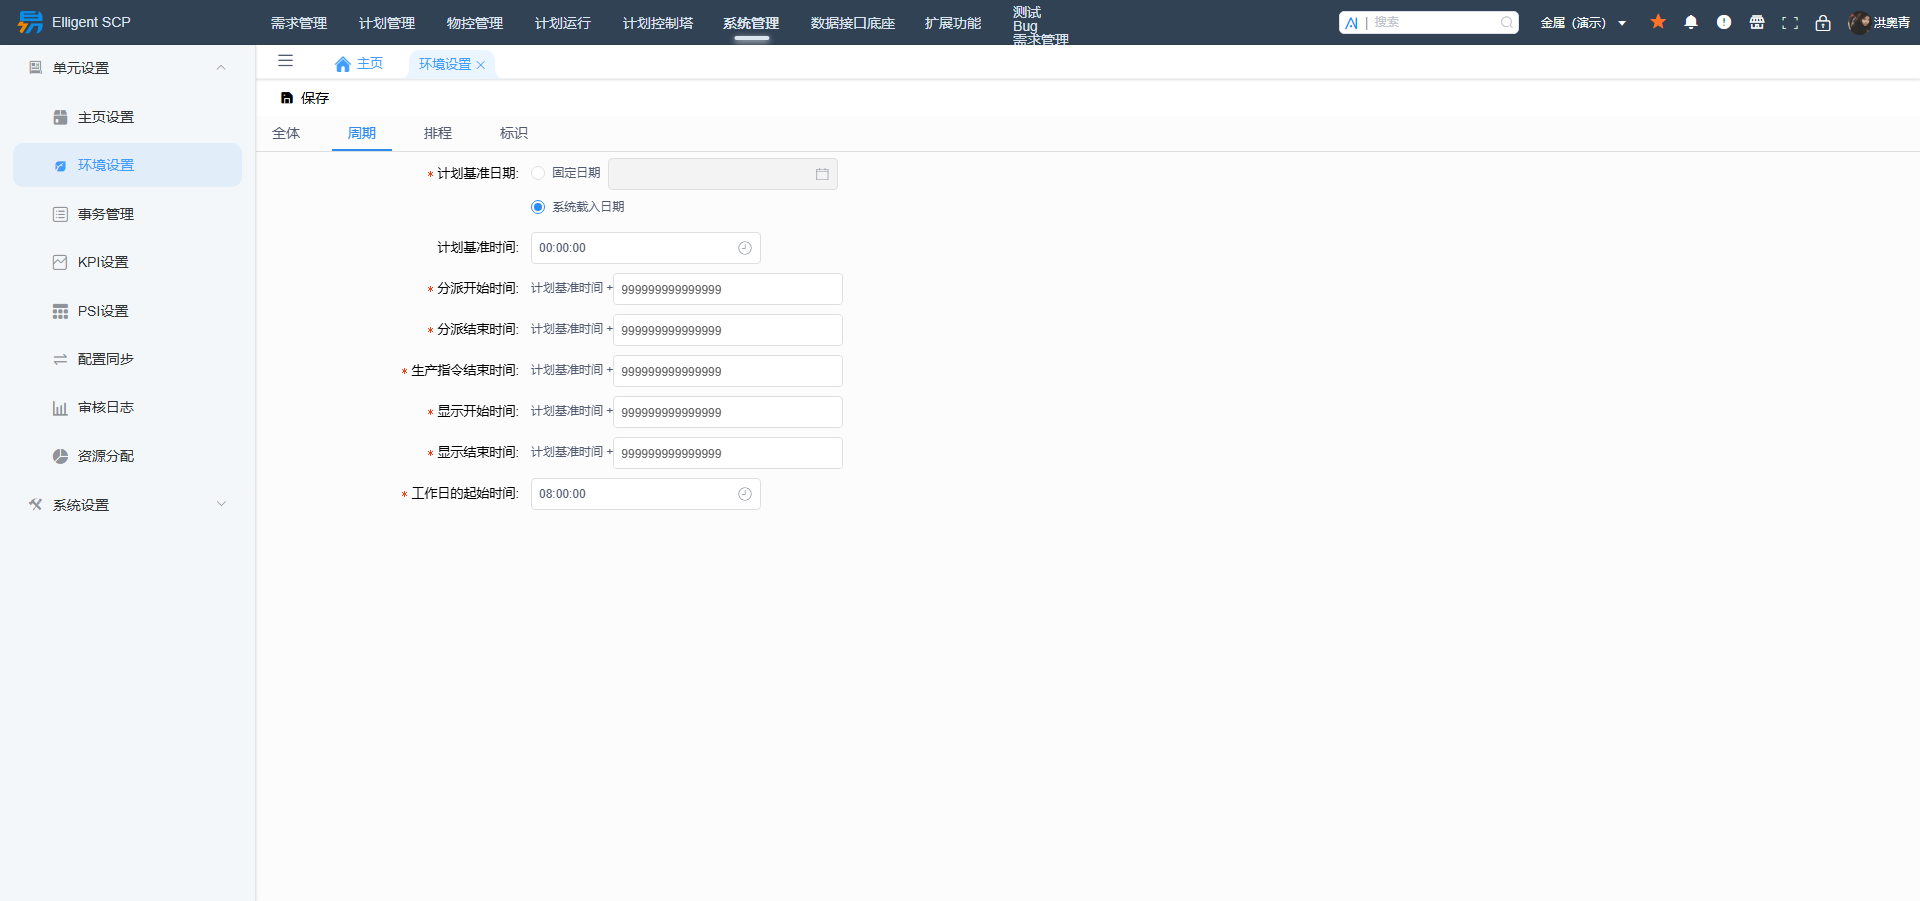 Elligent SCP
需求管理
计划管理
物控管理
计划运行
计划控制塔
系统管理
数据接口底座
扩展功能
测试
Bug
需求管理
AI | 搜索
金属（演示）
洪奥青
单元设置
主页设置
环境设置
事务管理
KPI设置
PSI设置
配置同步
审核日志
资源分配
系统设置
主页
环境设置
保存
全体
周期
排程
标识
* 计划基准日期: 固定日期
系统载入日期
计划基准时间: 00:00:00
* 分派开始时间: 计划基准时间 + 999999999999999
* 分派结束时间: 计划基准时间 + 999999999999999
* 生产指令结束时间: 计划基准时间 + 999999999999999
* 显示开始时间: 计划基准时间 + 999999999999999
* 显示结束时间: 计划基准时间 + 999999999999999
* 工作日的起始时间: 08:00:00